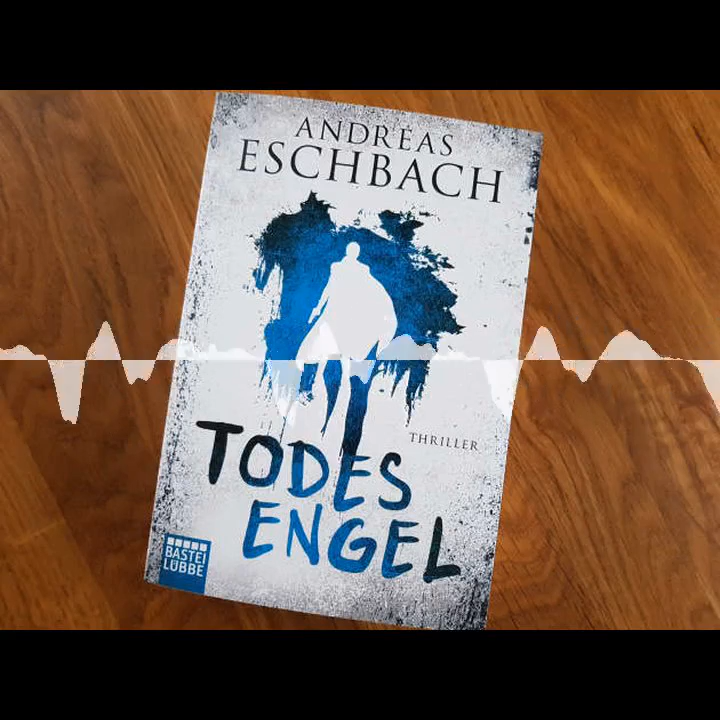 ANDREAS
ESCHBACH
THRILLER
TODES
ENGEL
BASTEI
LÜBBE